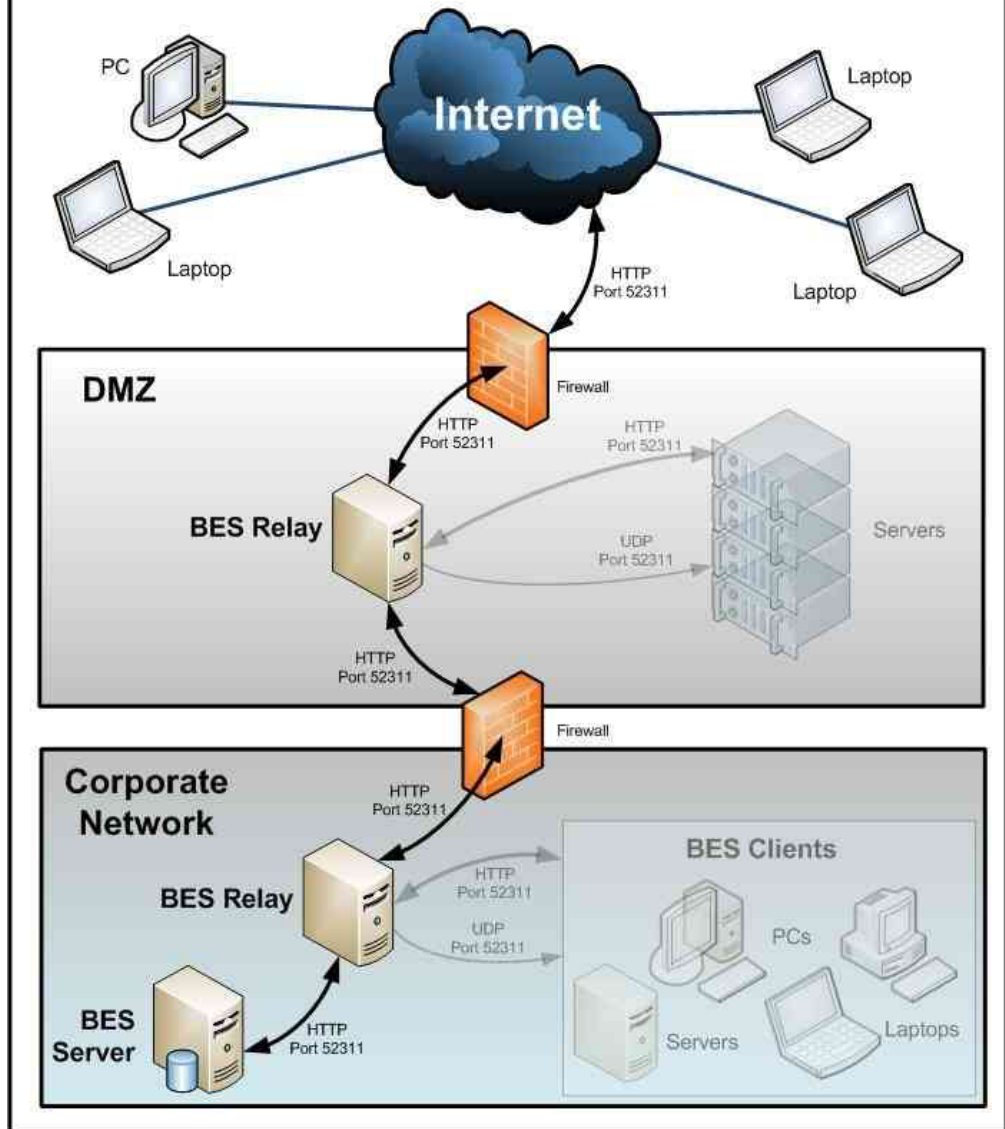 PC
Internet
Laptop
Laptop
Laptop
HTTP
Port 52311
DMZ
Firewall
HTTP
Port 52311
HTTP
Port 52311
BES Relay
Servers
UDP
Port 52311
HTTP
Port 52311
Firewall
Corporate
Network
HTTP
Port 52311
BES Clients
BES Relay
HTTP
Port 52311
UDP
Port 52311
PCs
BES
Server
HTTP
Port 52311
Servers
Laptops